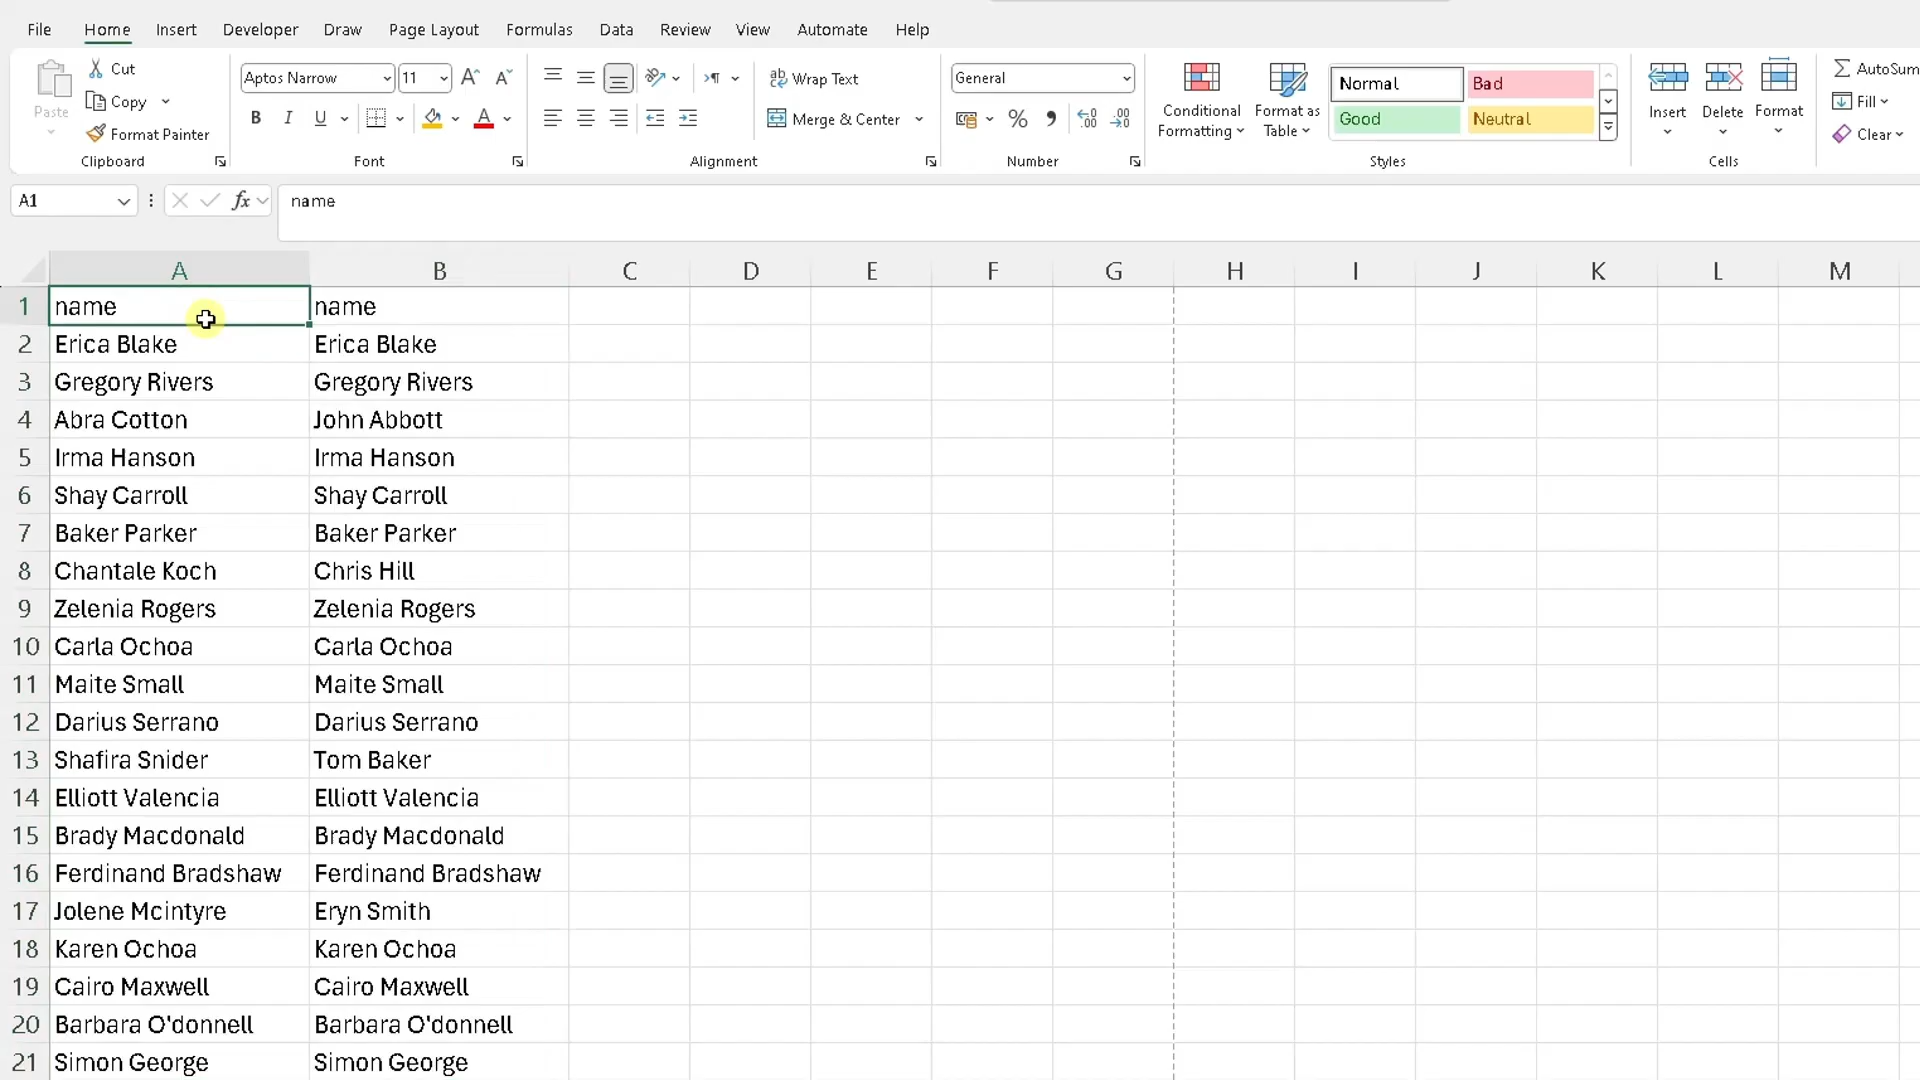 File Home Insert Developer Draw Page Layout Formulas Data Review View Automate Help
Paste Cut Copy Format Painter Clipboard
Aptos Narrow 11 A^ Aˇ B I U A Font
ab Wrap Text Merge & Center Alignment
General % , Number
Conditional Formatting Format as Table Normal Bad Good Neutral Styles
Insert Delete Format Cells
AutoSum Fill Clear
A1 fx name
A B C D E F G H I J K L M
1 name name
2 Erica Blake Erica Blake
3 Gregory Rivers Gregory Rivers
4 Abra Cotton John Abbott
5 Irma Hanson Irma Hanson
6 Shay Carroll Shay Carroll
7 Baker Parker Baker Parker
8 Chantale Koch Chris Hill
9 Zelenia Rogers Zelenia Rogers
10 Carla Ochoa Carla Ochoa
11 Maite Small Maite Small
12 Darius Serrano Darius Serrano
13 Shafira Snider Tom Baker
14 Elliott Valencia Elliott Valencia
15 Brady Macdonald Brady Macdonald
16 Ferdinand Bradshaw Ferdinand Bradshaw
17 Jolene Mcintyre Eryn Smith
18 Karen Ochoa Karen Ochoa
19 Cairo Maxwell Cairo Maxwell
20 Barbara O'donnell Barbara O'donnell
21 Simon George Simon George